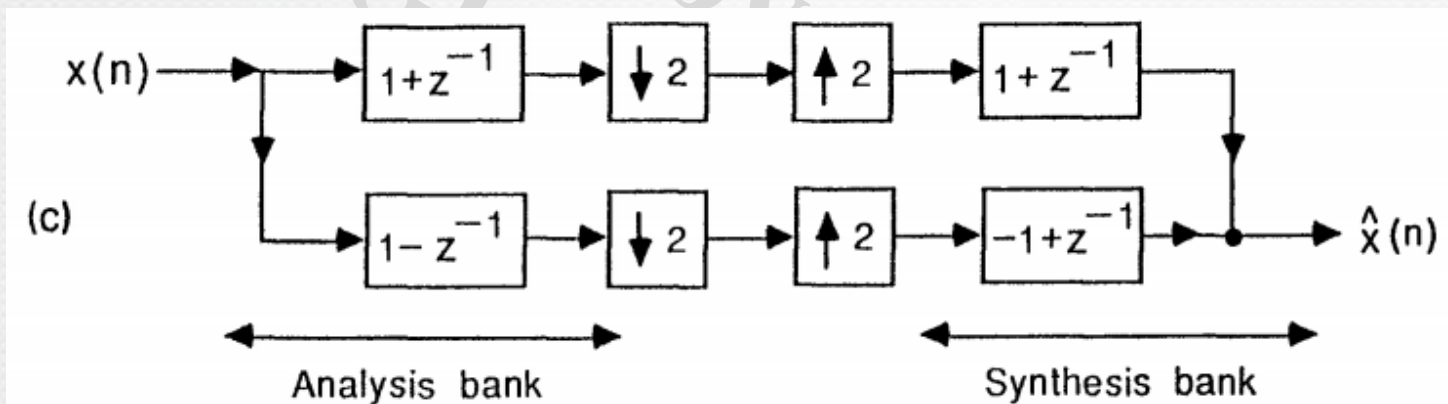 x(n) 1+z⁻¹ ↓ 2 ↑ 2 1+z⁻¹
(c) 1−z⁻¹ ↓ 2 ↑ 2 −1+z⁻¹ x̂(n)
Analysis bank Synthesis bank